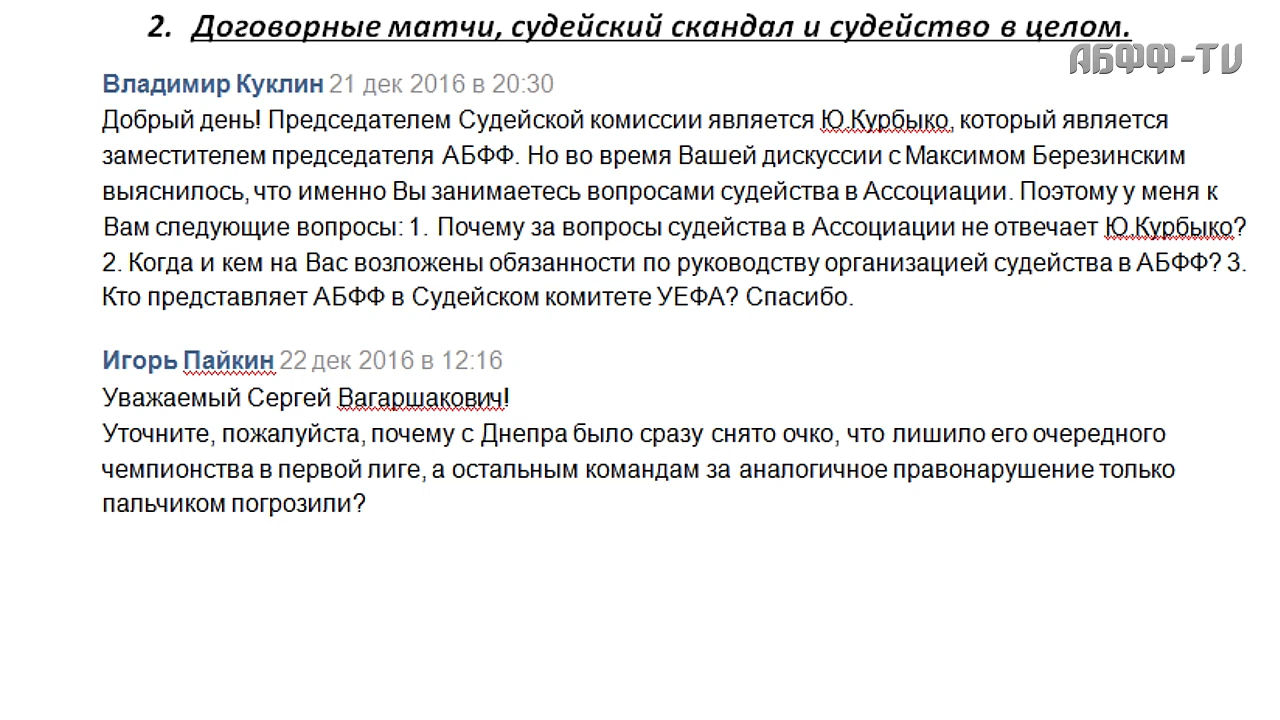 2. Договорные матчи, судейский скандал и судейство в целом.
АБФФ-TV
Владимир Куклин 21 дек 2016 в 20:30
Добрый день! Председателем Судейской комиссии является Ю.Курбыко, который является
заместителем председателя АБФФ. Но во время Вашей дискуссии с Максимом Березинским
выяснилось, что именно Вы занимаетесь вопросами судейства в Ассоциации. Поэтому у меня к
Вам следующие вопросы: 1. Почему за вопросы судейства в Ассоциации не отвечает Ю.Курбыко?
2. Когда и кем на Вас возложены обязанности по руководству организацией судейства в АБФФ? 3.
Кто представляет АБФФ в Судейском комитете УЕФА? Спасибо.
Игорь Пайкин 22 дек 2016 в 12:16
Уважаемый Сергей Вагаршакович!
Уточните, пожалуйста, почему с Днепра было сразу снято очко, что лишило его очередного
чемпионства в первой лиге, а остальным командам за аналогичное правонарушение только
пальчиком погрозили?